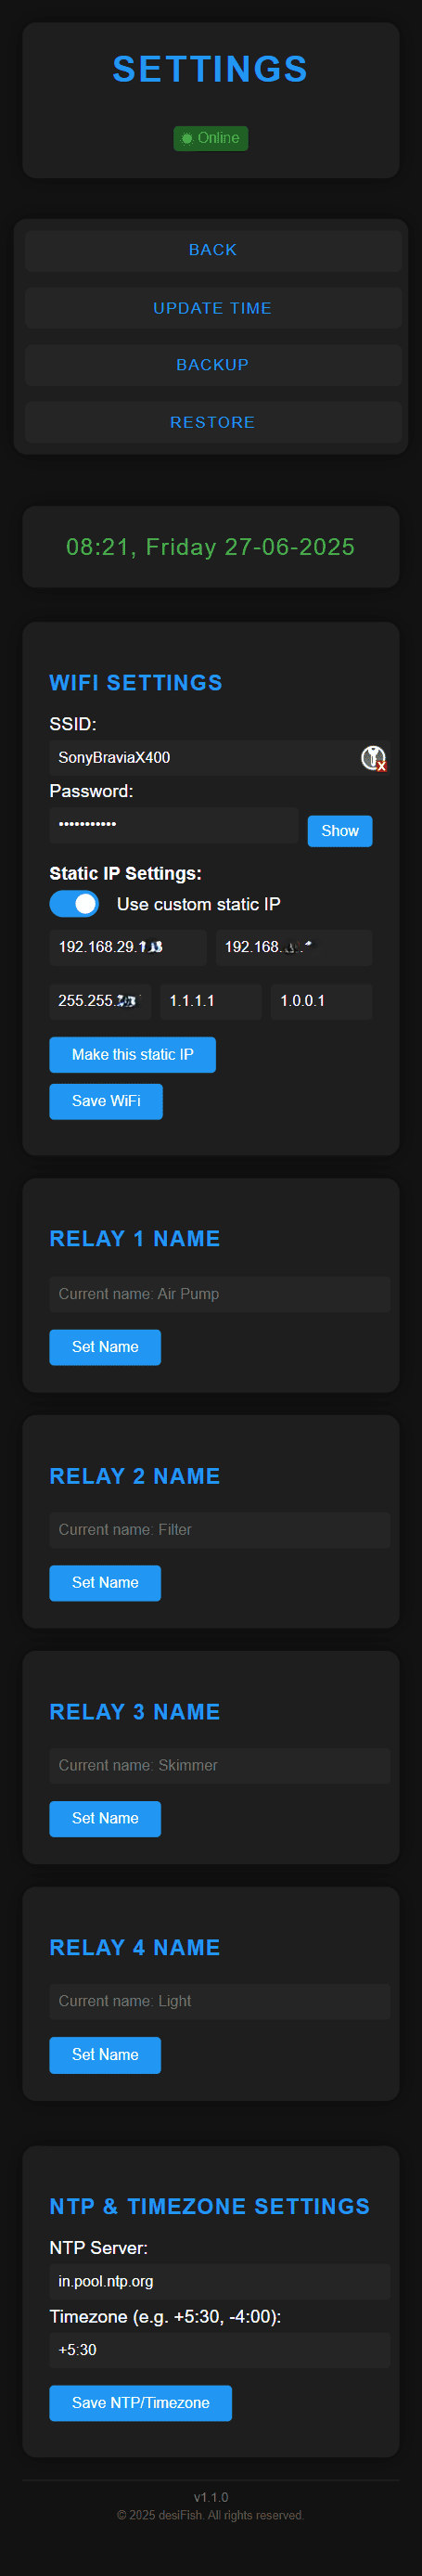 SETTINGS
Online
BACK
UPDATE TIME
BACKUP
RESTORE
08:21, Friday 27-06-2025
WIFI SETTINGS
SSID:
SonyBraviaX400
Password:
•••••••••••
Show
Static IP Settings:
Use custom static IP
192.168.29. 192.168.
255.255. 1.1.1.1 1.0.0.1
Make this static IP
Save WiFi
RELAY 1 NAME
Current name: Air Pump
Set Name
RELAY 2 NAME
Current name: Filter
Set Name
RELAY 3 NAME
Current name: Skimmer
Set Name
RELAY 4 NAME
Current name: Light
Set Name
NTP & TIMEZONE SETTINGS
NTP Server:
in.pool.ntp.org
Timezone (e.g. +5:30, -4:00):
+5:30
Save NTP/Timezone
v1.1.0
© 2025 desiFish. All rights reserved.